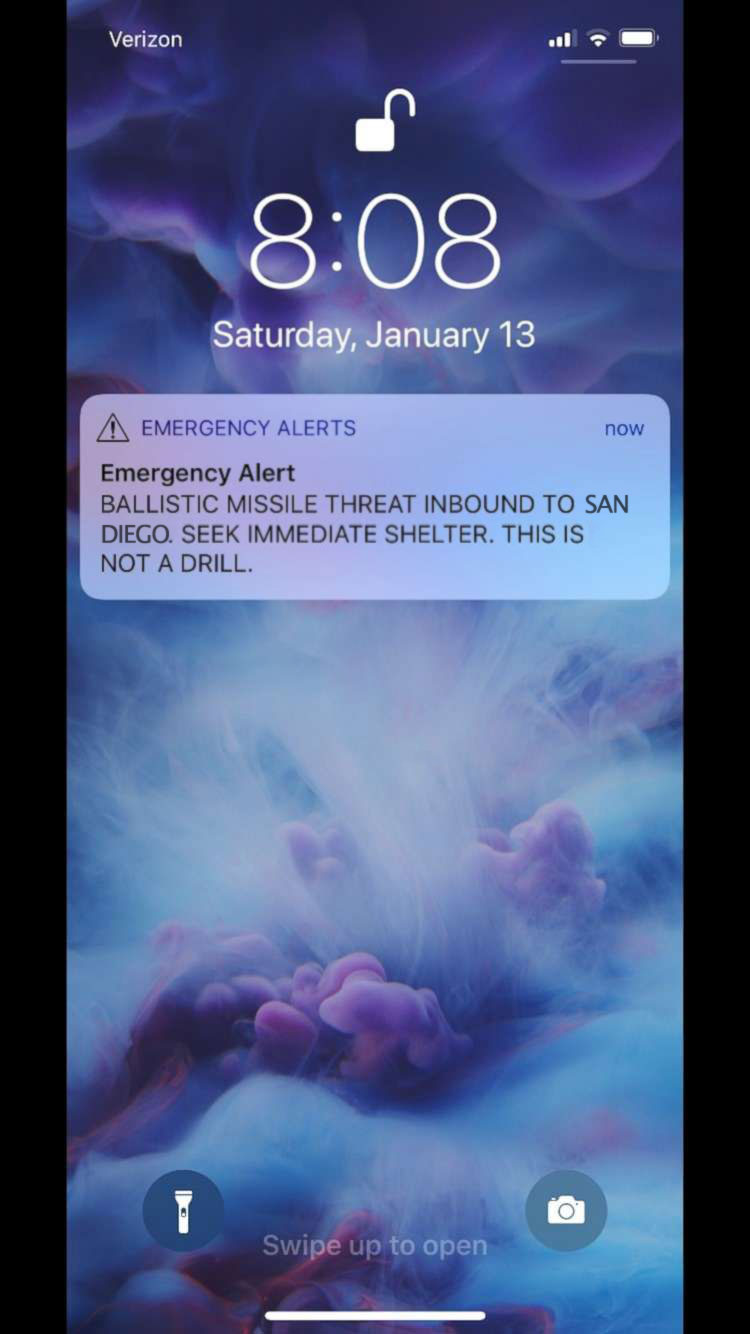 Verizon
8:08
Saturday, January 13
EMERGENCY ALERTS now
Emergency Alert
BALLISTIC MISSILE THREAT INBOUND TO SAN
DIEGO. SEEK IMMEDIATE SHELTER. THIS IS
NOT A DRILL.
Swipe up to open